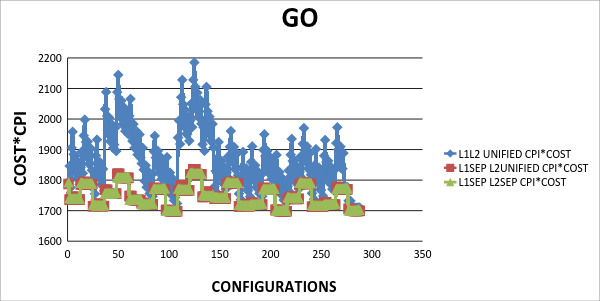 GO
COST*CPI
2200
2100
2000
1900
1800
1700
1600
0 50 100 150 200 250 300 350
CONFIGURATIONS
L1L2 UNIFIED CPI*COST
L1SEP L2UNIFIED CPI*COST
L1SEP L2SEP CPI*COST